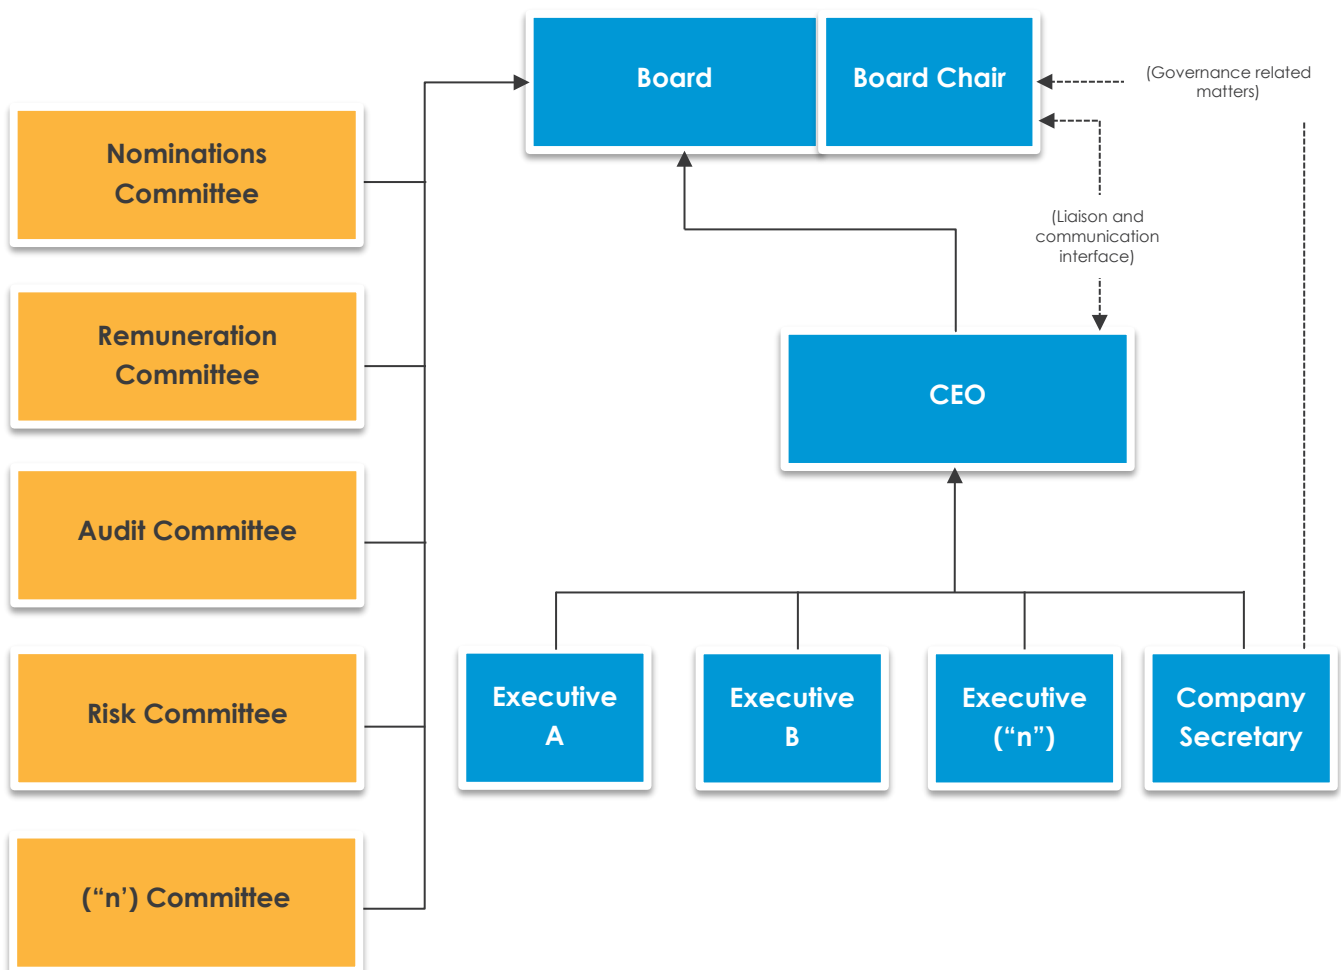 Board
Board Chair
(Governance related
matters)
Nominations
Committee
(Liaison and
communication
interface)
Remuneration
Committee
CEO
Audit Committee
Risk Committee
Executive
A
Executive
B
Executive
(“n”)
Company
Secretary
(“n’) Committee